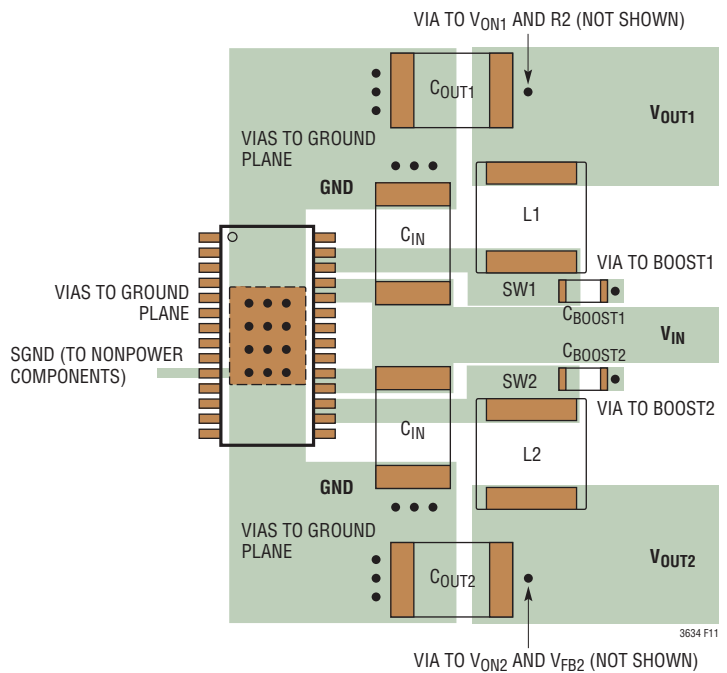 VIA TO VON1 AND R2 (NOT SHOWN)
COUT1
VOUT1
VIAS TO GROUND
PLANE
GND
L1
CIN
VIA TO BOOST1
SW1
CBOOST1
VIAS TO GROUND
PLANE
VIN
SGND (TO NONPOWER
COMPONENTS)
CBOOST2
SW2
VIA TO BOOST2
CIN
L2
GND
VIAS TO GROUND
PLANE
COUT2
VOUT2
3634 F11
VIA TO VON2 AND VFB2 (NOT SHOWN)